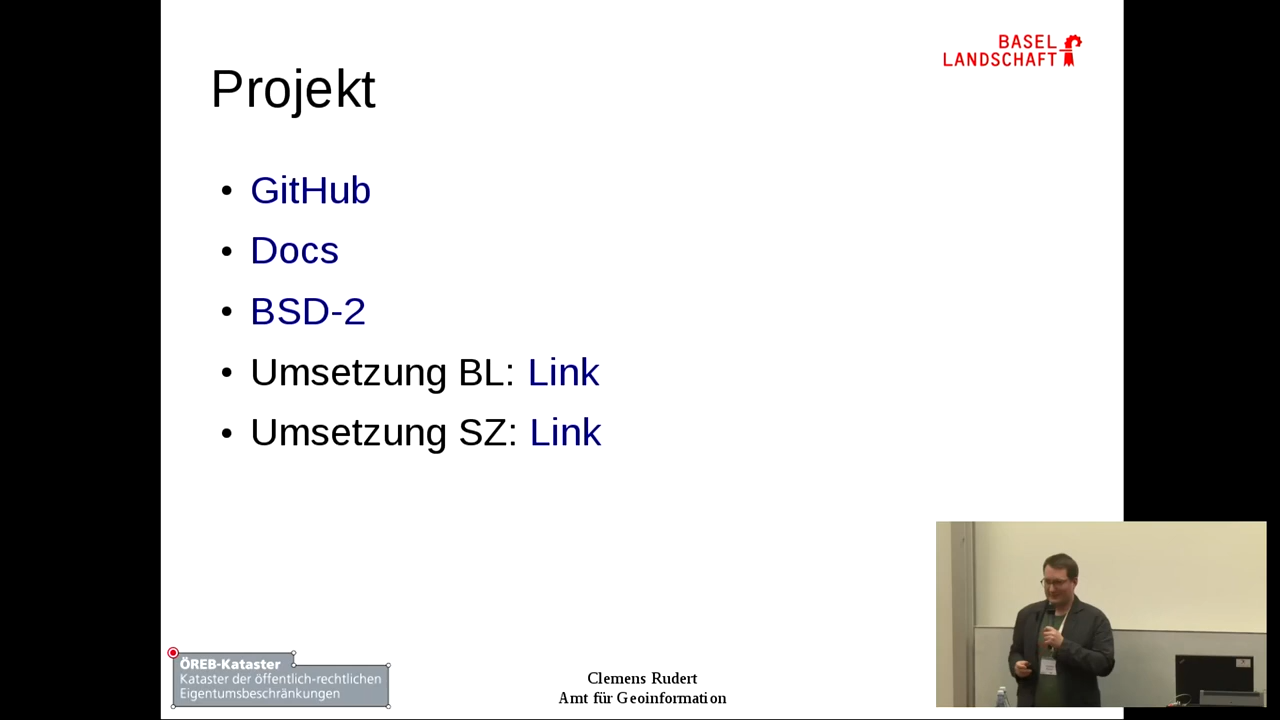 BASEL
LANDSCHAFT
Projekt
• GitHub
• Docs
• BSD-2
• Umsetzung BL: Link
• Umsetzung SZ: Link
ÖREB-Kataster
Kataster der öffentlich-rechtlichen
Eigentumsbeschränkungen
Clemens Rudert
Amt für Geoinformation